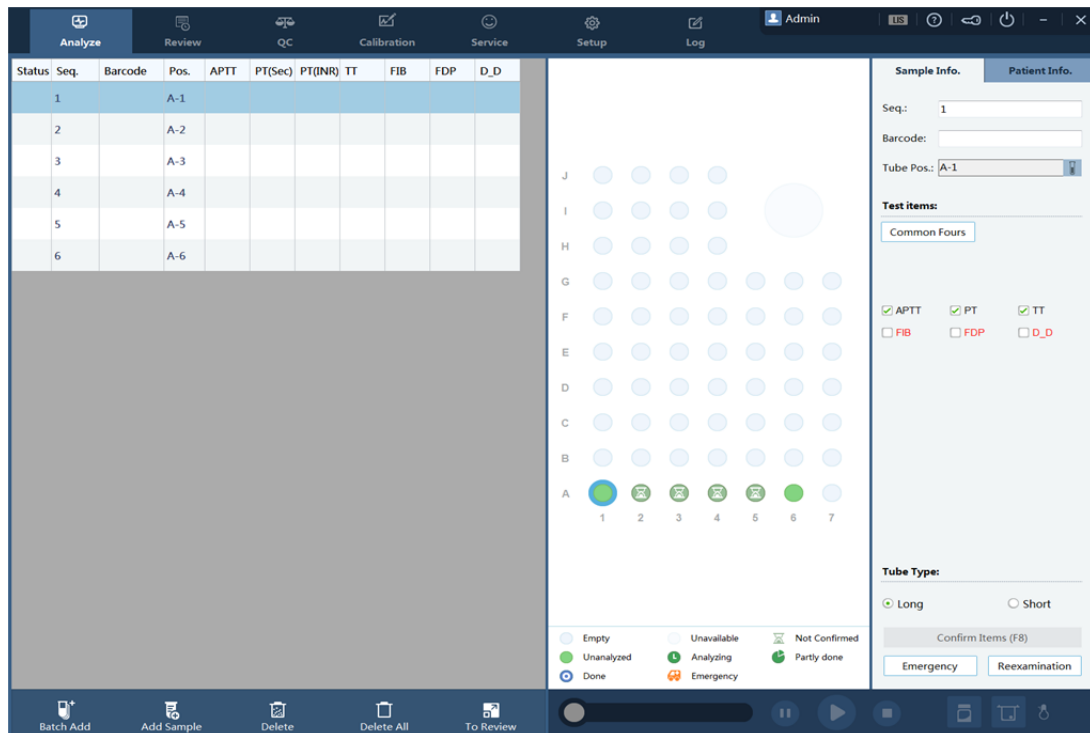 Analyze Review QC Calibration Service Setup Log Admin LIS
Status Seq. Barcode Pos. APTT PT(Sec) PT(INR) TT FIB FDP D_D
1 A-1
2 A-2
3 A-3
4 A-4
5 A-5
6 A-6
J
I
H
G
F
E
D
C
B
A
1 2 3 4 5 6 7
Empty Unavailable Not Confirmed
Unanalyzed Analyzing Partly done
Done Emergency
Sample Info. Patient Info.
Seq.: 1
Barcode:
Tube Pos.: A-1
Test items:
Common Fours
APTT PT TT
FIB FDP D_D
Tube Type:
Long Short
Confirm Items (F8)
Emergency Reexamination
Batch Add Add Sample Delete Delete All To Review